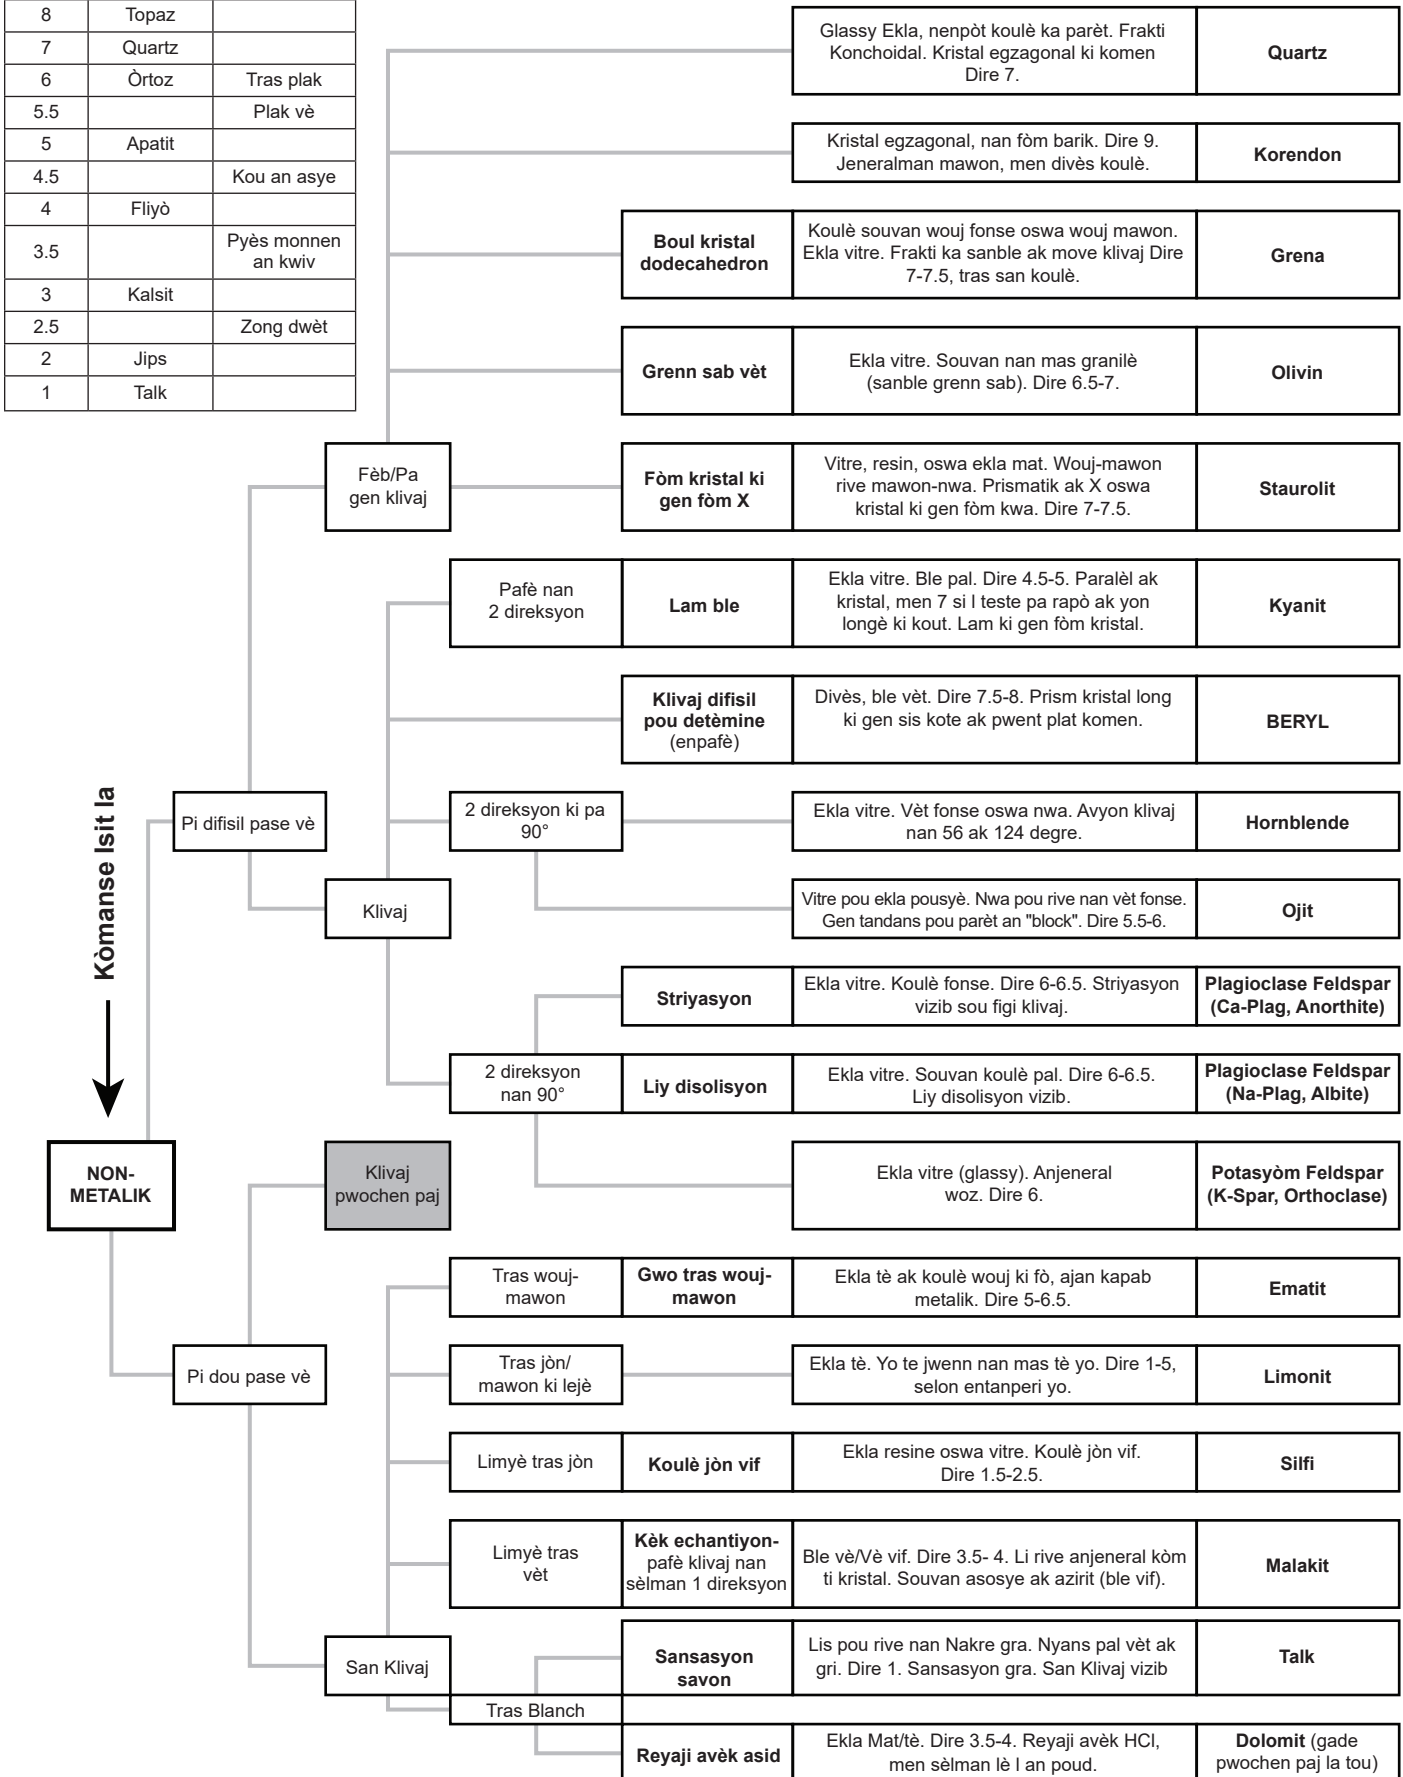 8 Topaz
7 Quartz
6 Òrtoz Tras plak
5.5 Plak vè
5 Apatit
4.5 Kou an asye
4 Fliyò
3.5 Pyès monnen
an kwiv
3 Kalsit
2.5 Zong dwèt
2 Jips
1 Talk
Kòmanse Isit la
NON-
METALIK
Pi difisil pase vè
Fèb/Pa
gen klivaj
Glassy Ekla, nenpòt koulè ka parèt. Frakti
Konchoidal. Kristal egzagonal ki komen
Dire 7.
Quartz
Kristal egzagonal, nan fòm barik. Dire 9.
Jeneralman mawon, men divès koulè.
Korendon
Boul kristal
dodecahedron
Koulè souvan wouj fonse oswa wouj mawon.
Ekla vitre. Frakti ka sanble ak move klivaj Dire
7-7.5, tras san koulè.
Grena
Grenn sab vèt
Ekla vitre. Souvan nan mas granilè
(sanble grenn sab). Dire 6.5-7.
Olivin
Fòm kristal ki
gen fòm X
Vitre, resin, oswa ekla mat. Wouj-mawon
rive mawon-nwa. Prismatik ak X oswa
kristal ki gen fòm kwa. Dire 7-7.5.
Staurolit
Klivaj
Pafè nan
2 direksyon
Lam ble
Ekla vitre. Ble pal. Dire 4.5-5. Paralèl ak
kristal, men 7 si l teste pa rapò ak yon
longè ki kout. Lam ki gen fòm kristal.
Kyanit
Klivaj difisil
pou detèmine
(enpafè)
Divès, ble vèt. Dire 7.5-8. Prism kristal long
ki gen sis kote ak pwent plat komen.
BERYL
2 direksyon ki pa
90°
Ekla vitre. Vèt fonse oswa nwa. Avyon klivaj
nan 56 ak 124 degre.
Hornblende
Vitre pou ekla pousyè. Nwa pou rive nan vèt fonse.
Gen tandans pou parèt an "block". Dire 5.5-6.
Ojit
2 direksyon
nan 90°
Striyasyon
Ekla vitre. Koulè fonse. Dire 6-6.5. Striyasyon
vizib sou figi klivaj.
Plagioclase Feldspar
(Ca-Plag, Anorthite)
Liy disolisyon
Ekla vitre. Souvan koulè pal. Dire 6-6.5.
Liy disolisyon vizib.
Plagioclase Feldspar
(Na-Plag, Albite)
Ekla vitre (glassy). Anjeneral
woz. Dire 6.
Potasyòm Feldspar
(K-Spar, Orthoclase)
Pi dou pase vè
Klivaj
pwochen paj
San Klivaj
Tras wouj-
mawon
Gwo tras wouj-
mawon
Ekla tè ak koulè wouj ki fò, ajan kapab
metalik. Dire 5-6.5.
Ematit
Tras jòn/
mawon ki lejè
Ekla tè. Yo te jwenn nan mas tè yo. Dire 1-5,
selon entanperi yo.
Limonit
Limyè tras jòn
Koulè jòn vif
Ekla resine oswa vitre. Koulè jòn vif.
Dire 1.5-2.5.
Silfi
Limyè tras
vèt
Kèk echantiyon-
pafè klivaj nan
sèlman 1 direksyon
Ble vè/Vè vif. Dire 3.5- 4. Li rive anjeneral kòm
ti kristal. Souvan asosye ak azirit (ble vif).
Malakit
Tras Blanch
Sansasyon
savon
Lis pou rive nan Nakre gra. Nyans pal vèt ak
gri. Dire 1. Sansasyon gra. San Klivaj vizib
Talk
Reyaji avèk asid
Ekla Mat/tè. Dire 3.5-4. Reyaji avèk HCl,
men sèlman lè l an poud.
Dolomit (gade
pwochen paj la tou)